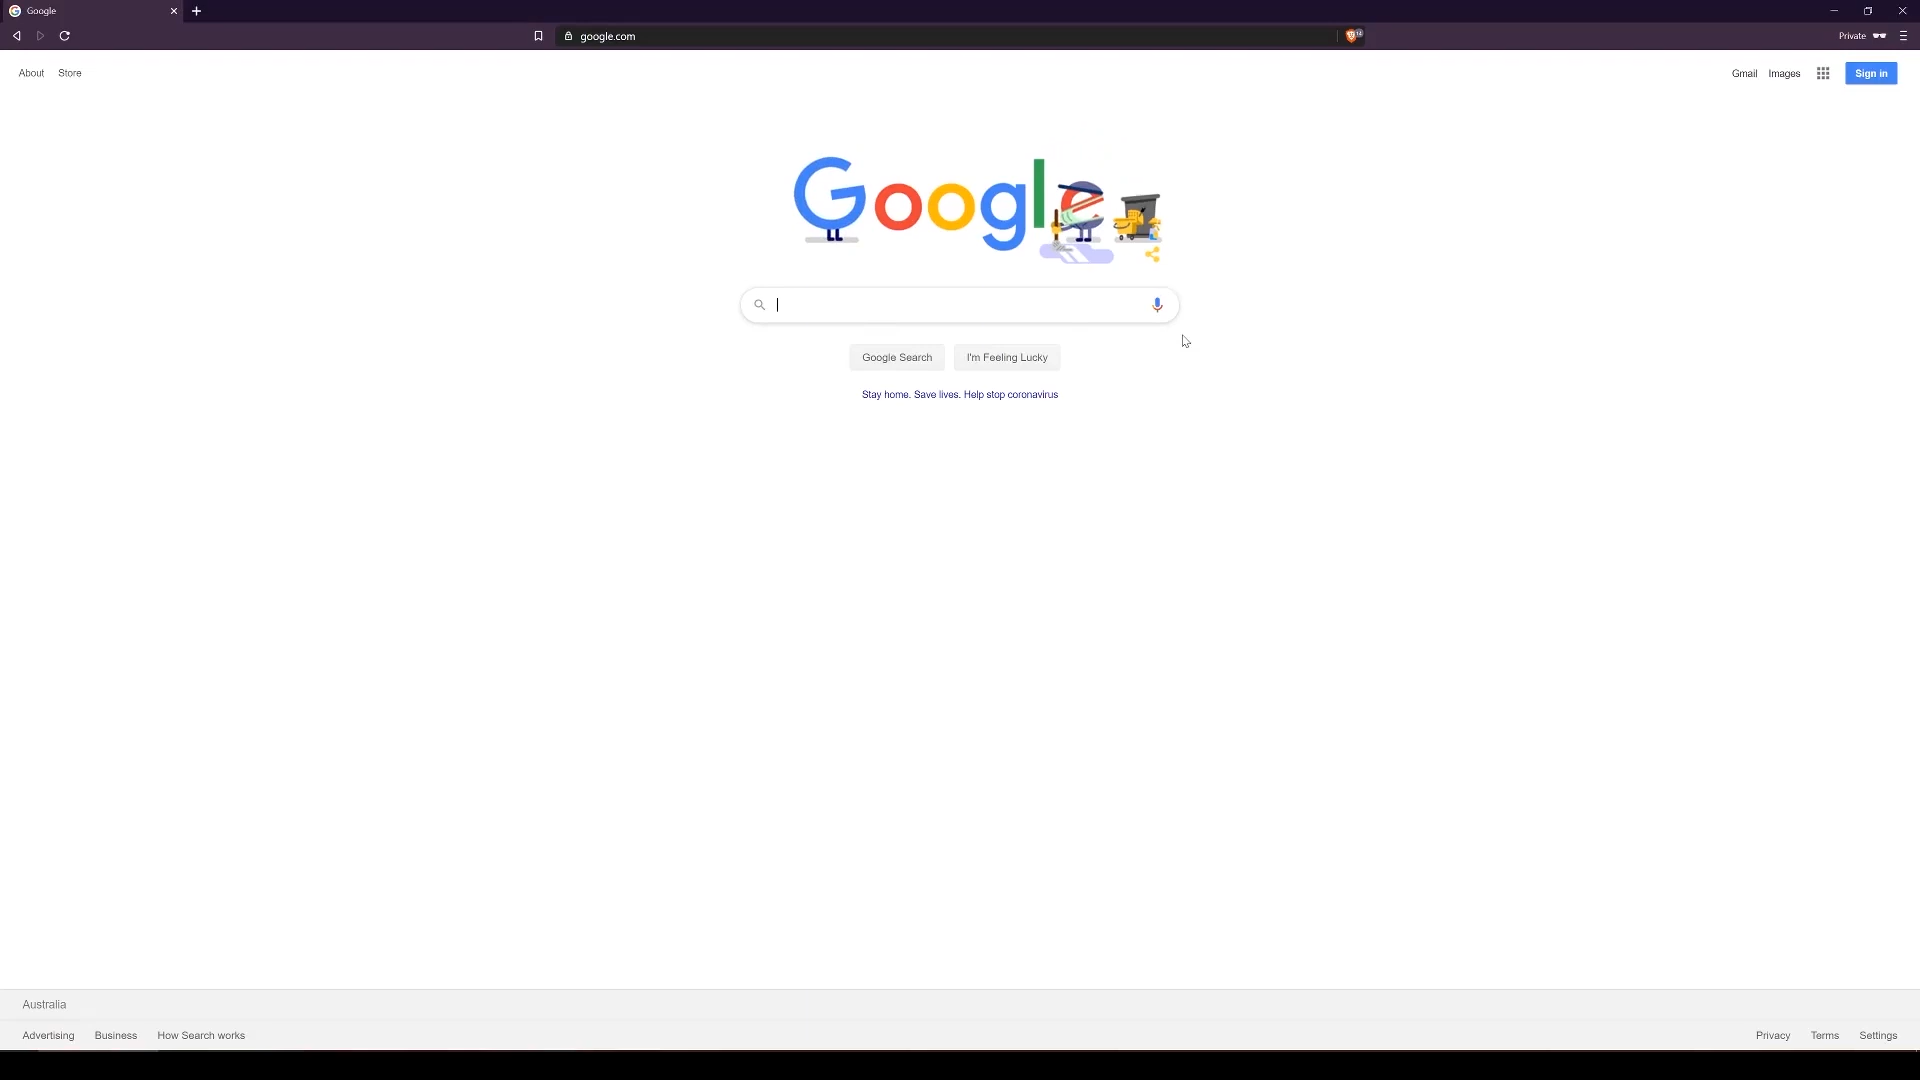 Google
google.com
14
Private
About
Store
Gmail
Images
Sign in
Google
Google Search
I'm Feeling Lucky
Stay home. Save lives. Help stop coronavirus
Australia
Advertising
Business
How Search works
Privacy
Terms
Settings